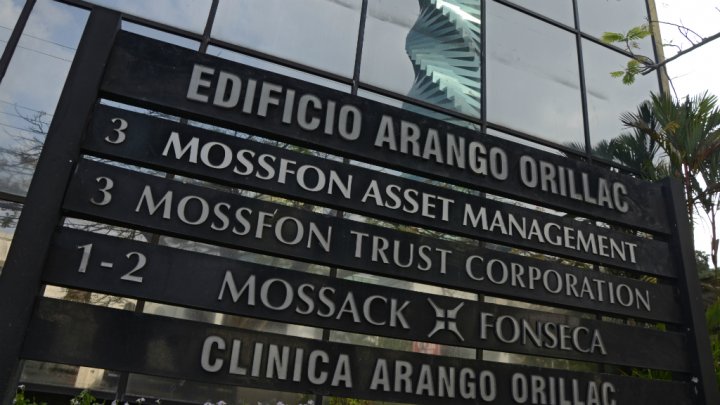 EDIFICIO ARANGO ORILLAC
3 MOSSFON ASSET MANAGEMENT
3 MOSSFON TRUST CORPORATION
1-2 MOSSACK FONSECA
CLINICA ARANGO ORILLAC